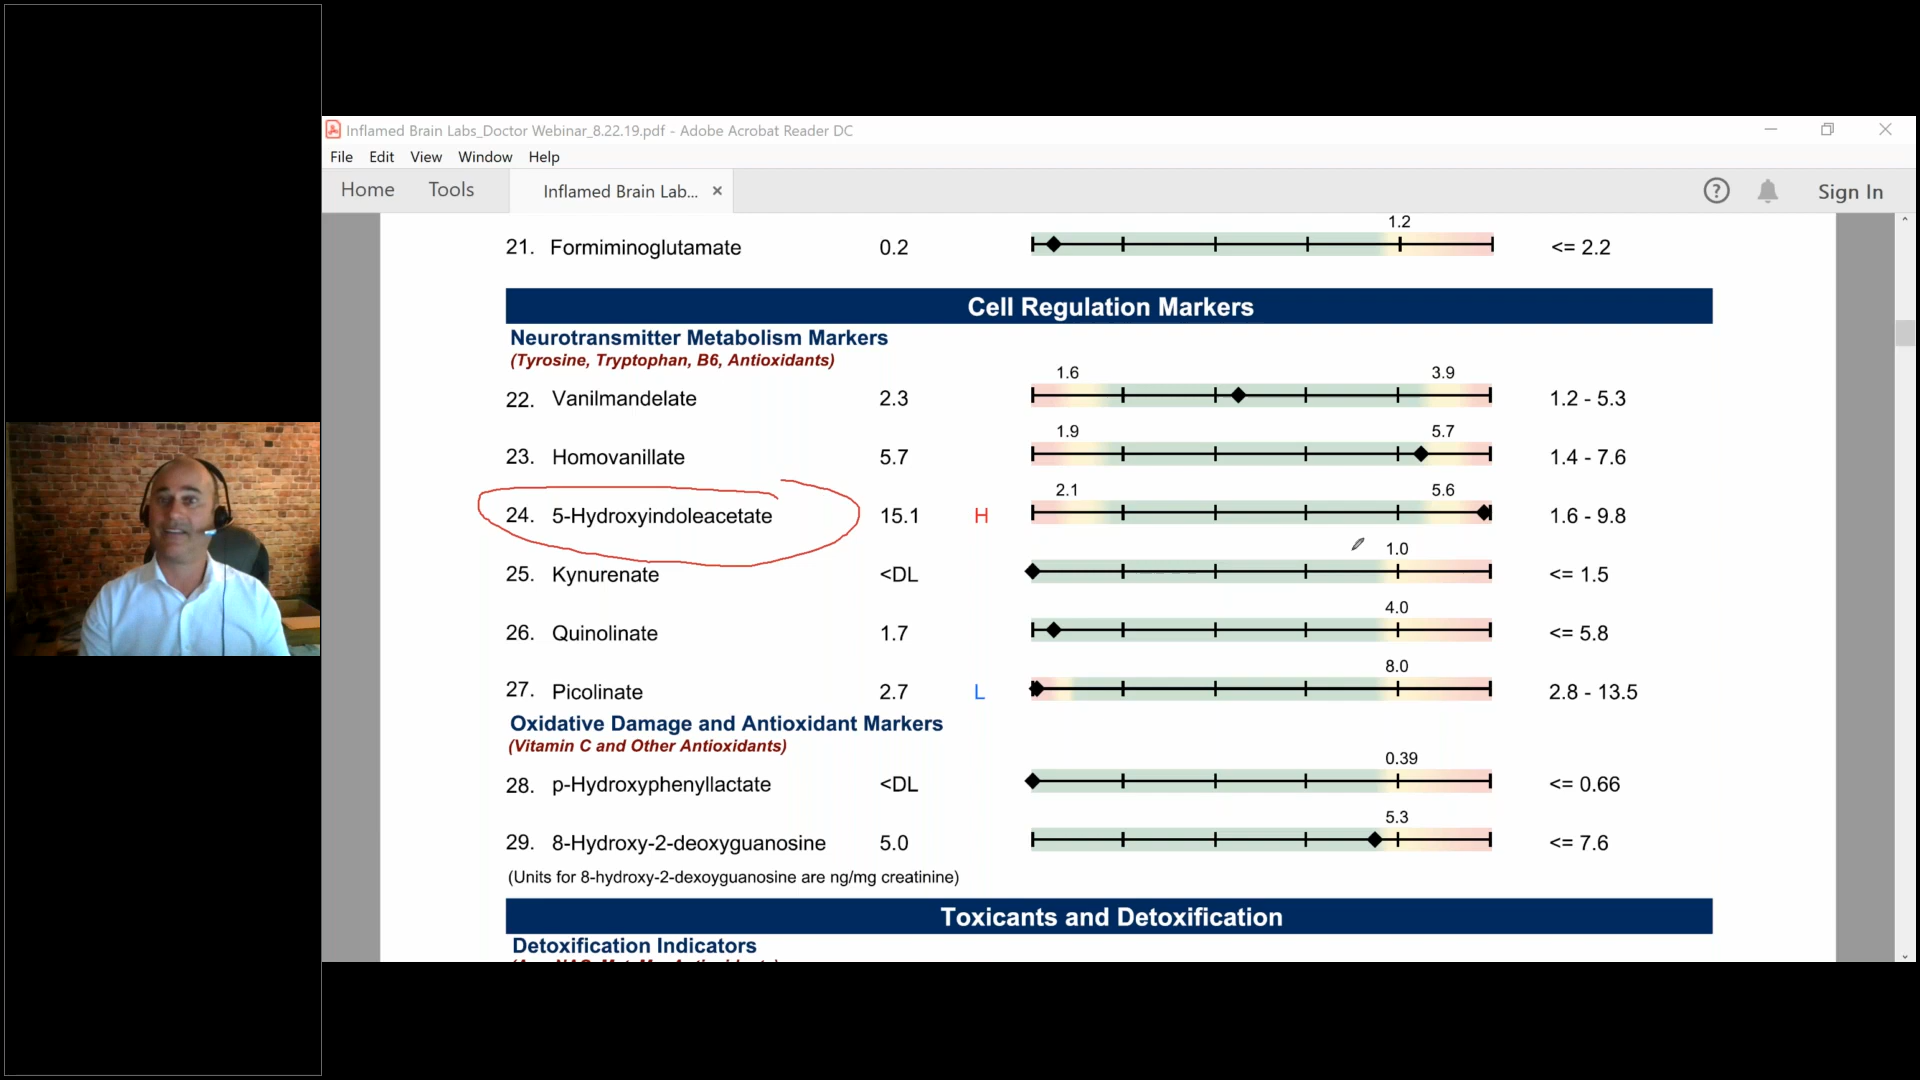 Inflamed Brain Labs_Doctor Webinar_8.22.19.pdf - Adobe Acrobat Reader DC
File Edit View Window Help
Home Tools Inflamed Brain Lab... × Sign In
1.2
21. Formiminoglutamate 0.2 <= 2.2
Cell Regulation Markers
Neurotransmitter Metabolism Markers
(Tyrosine, Tryptophan, B6, Antioxidants)
1.6 3.9
22. Vanilmandelate 2.3 1.2 - 5.3
1.9 5.7
23. Homovanillate 5.7 1.4 - 7.6
2.1 5.6
24. 5-Hydroxyindoleacetate 15.1 H 1.6 - 9.8
1.0
25. Kynurenate <DL <= 1.5
4.0
26. Quinolinate 1.7 <= 5.8
8.0
27. Picolinate 2.7 L 2.8 - 13.5
Oxidative Damage and Antioxidant Markers
(Vitamin C and Other Antioxidants)
0.39
28. p-Hydroxyphenyllactate <DL <= 0.66
5.3
29. 8-Hydroxy-2-deoxyguanosine 5.0 <= 7.6
(Units for 8-hydroxy-2-dexoyguanosine are ng/mg creatinine)
Toxicants and Detoxification
Detoxification Indicators